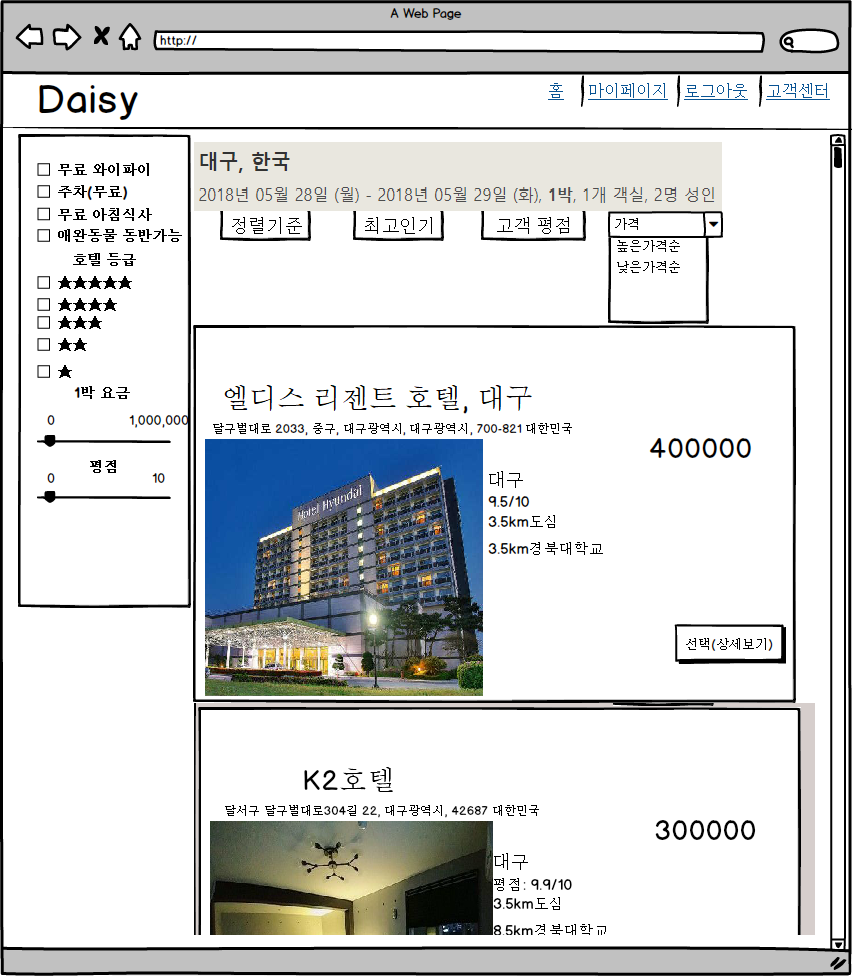 A Web Page
http://
Daisy
홈 마이페이지 로그아웃 고객센터
무료 와이파이
주차(무료)
무료 아침식사
애완동물 동반가능
호텔 등급
★★★★★
★★★★
★★★
★★
★
1박 요금
0 1,000,000
평점
0 10
대구, 한국
2018년 05월 28일 (월) - 2018년 05월 29일 (화), 1박, 1개 객실, 2명 성인
정렬기준 최고인기 고객 평점 가격
높은가격순
낮은가격순
엘디스 리젠트 호텔, 대구
달구벌대로 2033, 중구, 대구광역시, 대구광역시, 700-821 대한민국
400000
Hotel Hyundai
대구
9.5/10
3.5km도심
3.5km경북대학교
선택(상세보기)
K2호텔
달서구 달구벌대로304길 22, 대구광역시, 42687 대한민국
300000
대구
평점: 9.9/10
3.5km도심
8.5km경북대학교